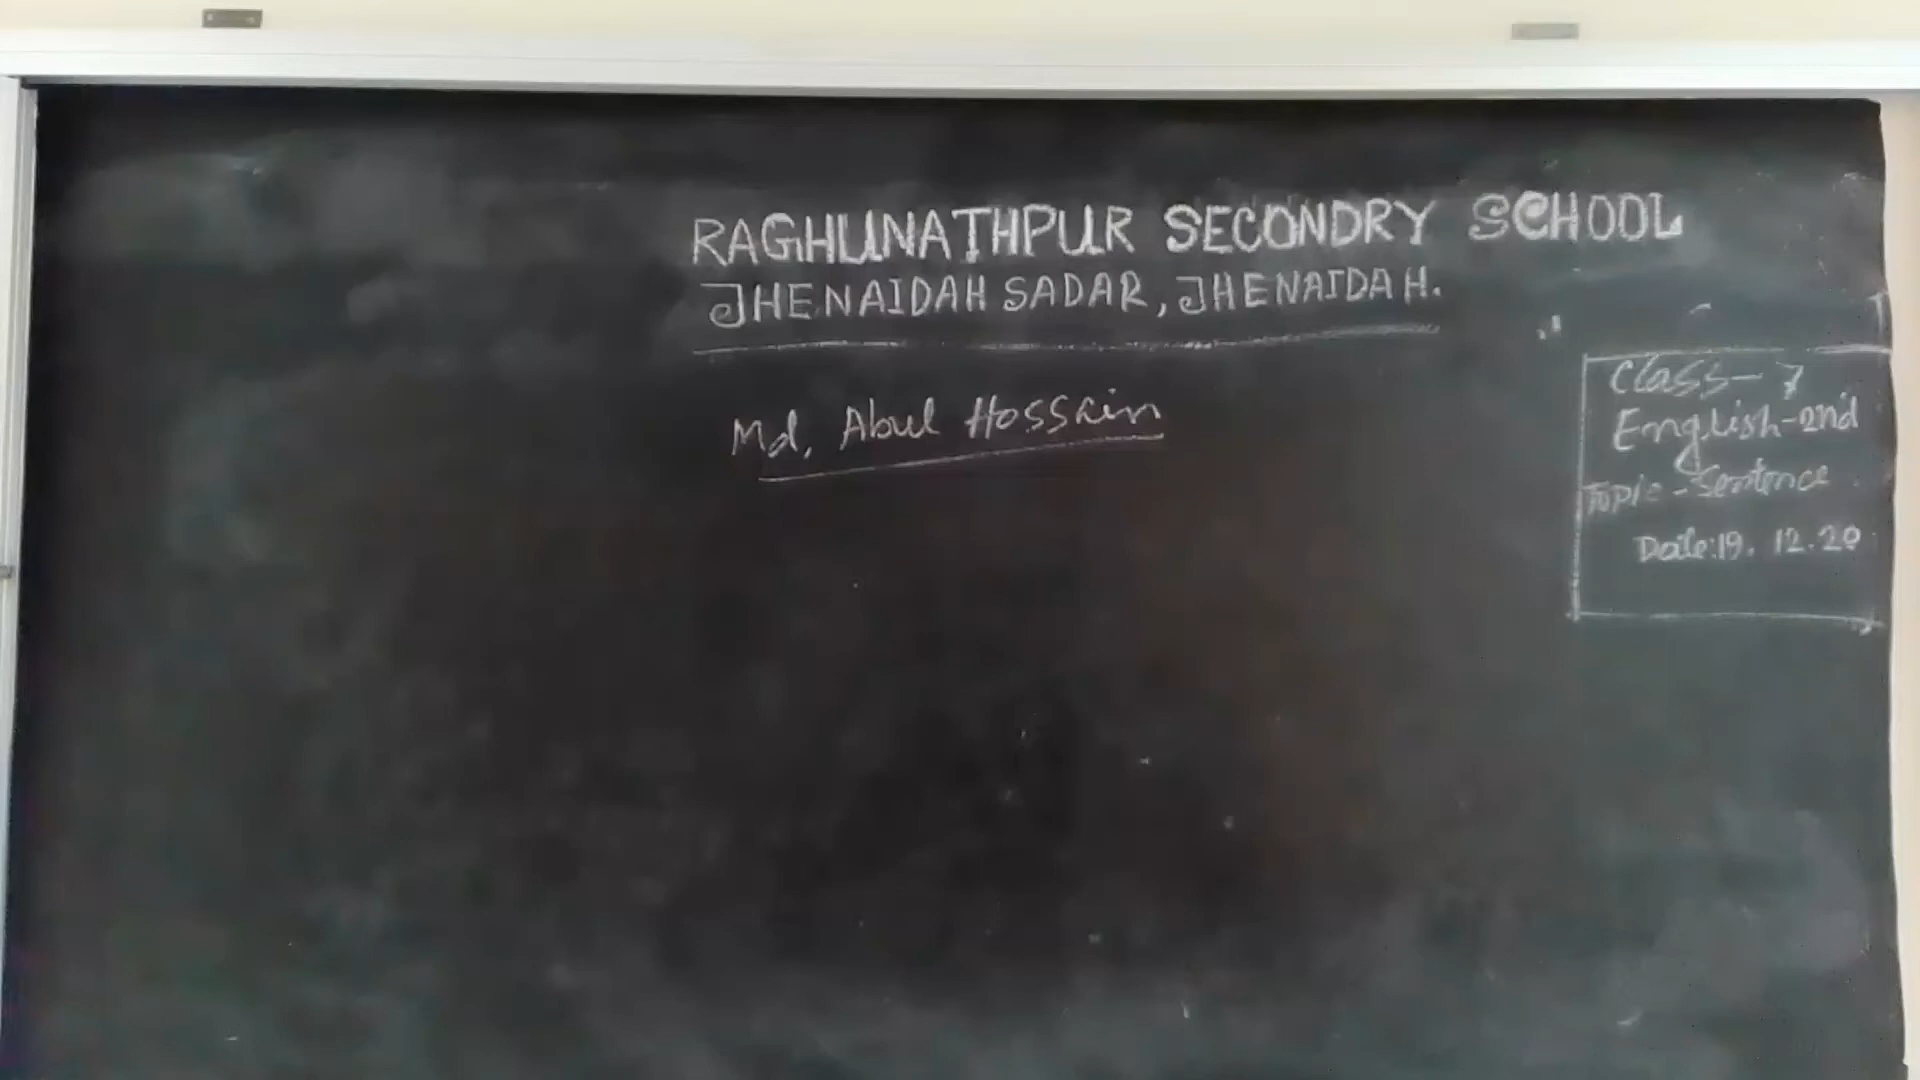 RAGHUNATHPUR SECONDRY SCHOOL
JHENAIDAH SADAR, JHENAIDAH.
Md, Abul Hossain
Class-7
English-2nd
Topic-Sentence
Date:19.12.20